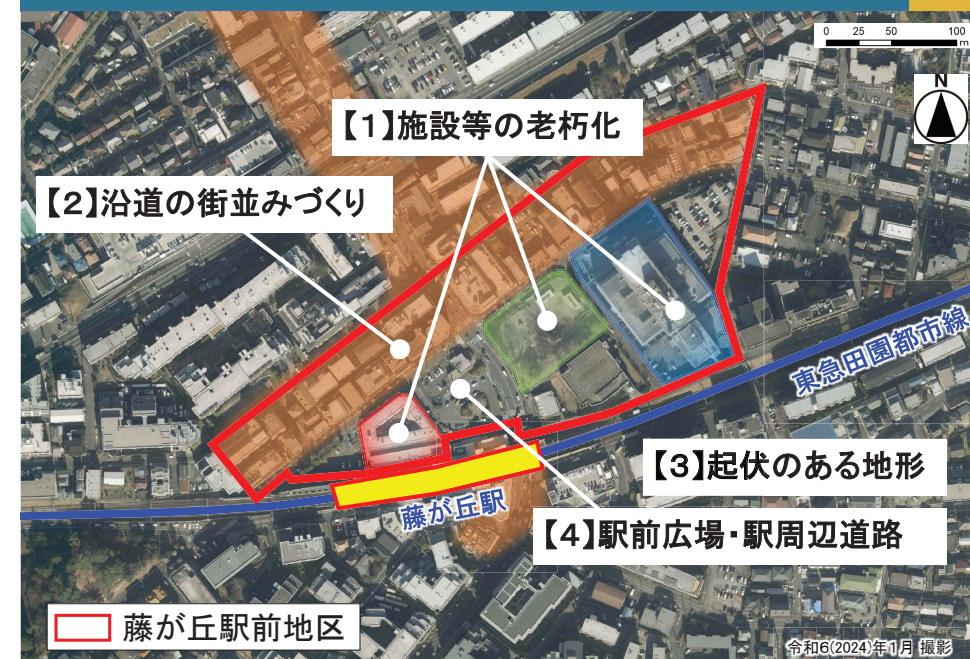 0 25 50 100
m
N
【1】施設等の老朽化
【2】沿道の街並みづくり
東急田園都市線
【3】起伏のある地形
藤が丘駅
【4】駅前広場・駅周辺道路
藤が丘駅前地区
令和6(2024)年1月 撮影